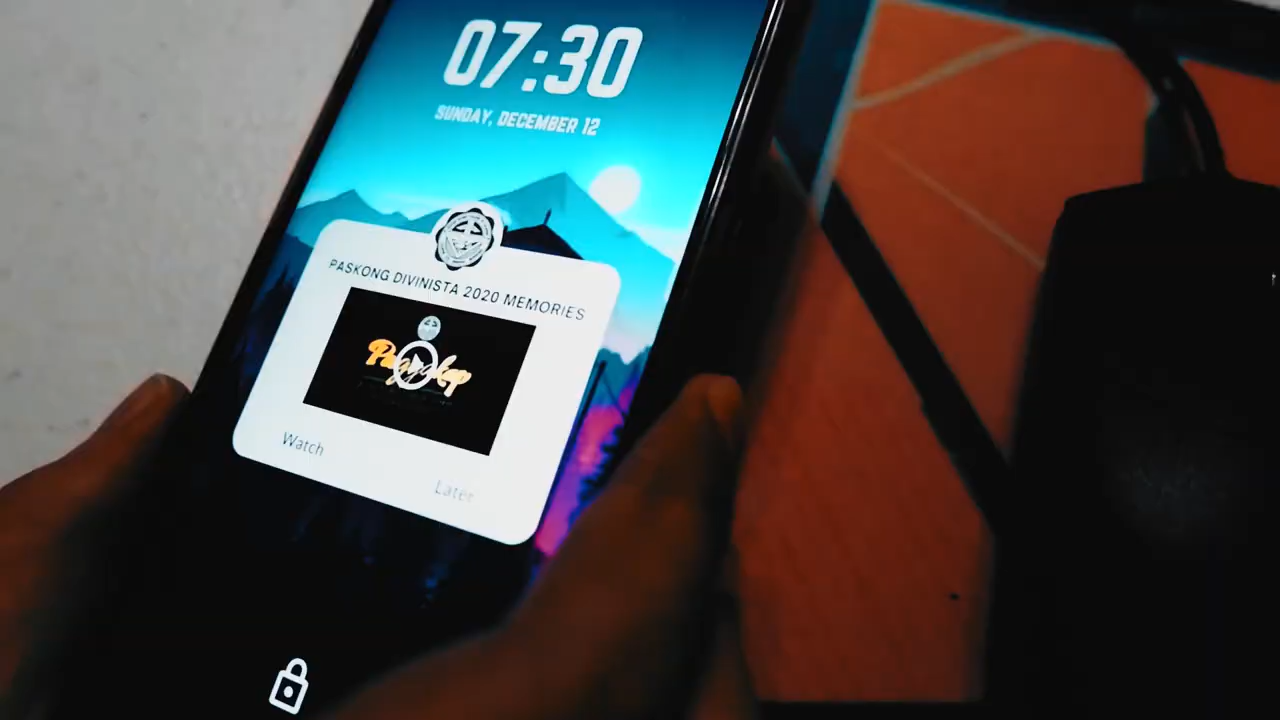 07:30
SUNDAY, DECEMBER 12
PASKONG DIVINISTA 2020 MEMORIES
Watch
Later